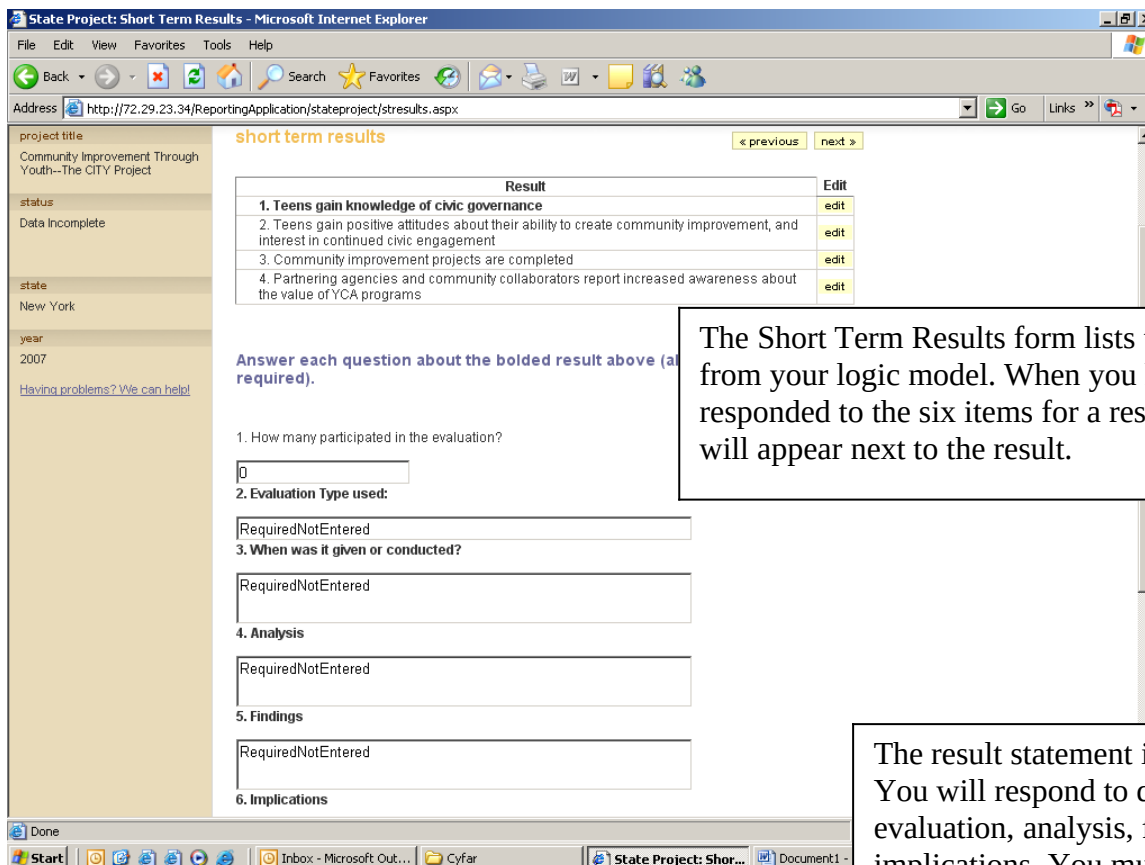 State Project: Short Term Results - Microsoft Internet Explorer
File Edit View Favorites Tools Help
Back Search Favorites
Address http://72.29.23.34/ReportingApplication/stateproject/stresults.aspx Go Links »
project title
Community Improvement Through
Youth--The CITY Project
status
Data Incomplete
state
New York
year
2007
Having problems? We can help!
short term results
« previous next »
Result Edit
1. Teens gain knowledge of civic governance edit
2. Teens gain positive attitudes about their ability to create community improvement, and
interest in continued civic engagement edit
3. Community improvement projects are completed edit
4. Partnering agencies and community collaborators report increased awareness about
the value of YCA programs edit
Answer each question about the bolded result above
required).
The Short Term Results form lists
from your logic model. When you
responded to the six items for a
will appear next to the result.
1. How many participated in the evaluation?
0
2. Evaluation Type used:
RequiredNotEntered
3. When was it given or conducted?
RequiredNotEntered
4. Analysis
RequiredNotEntered
5. Findings
RequiredNotEntered
6. Implications
The result statement
You will respond to
evaluation, analysis,
implications. You
Done
Start Inbox - Microsoft Out... Cyfar State Project: Shor... Document1 -